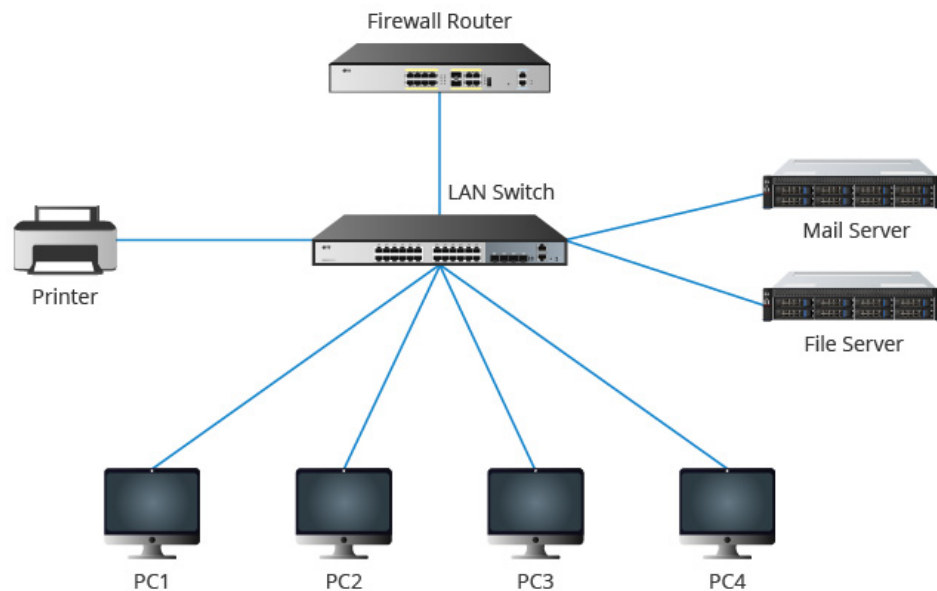 Firewall Router
LAN Switch
Mail Server
Printer
File Server
PC1
PC2
PC3
PC4